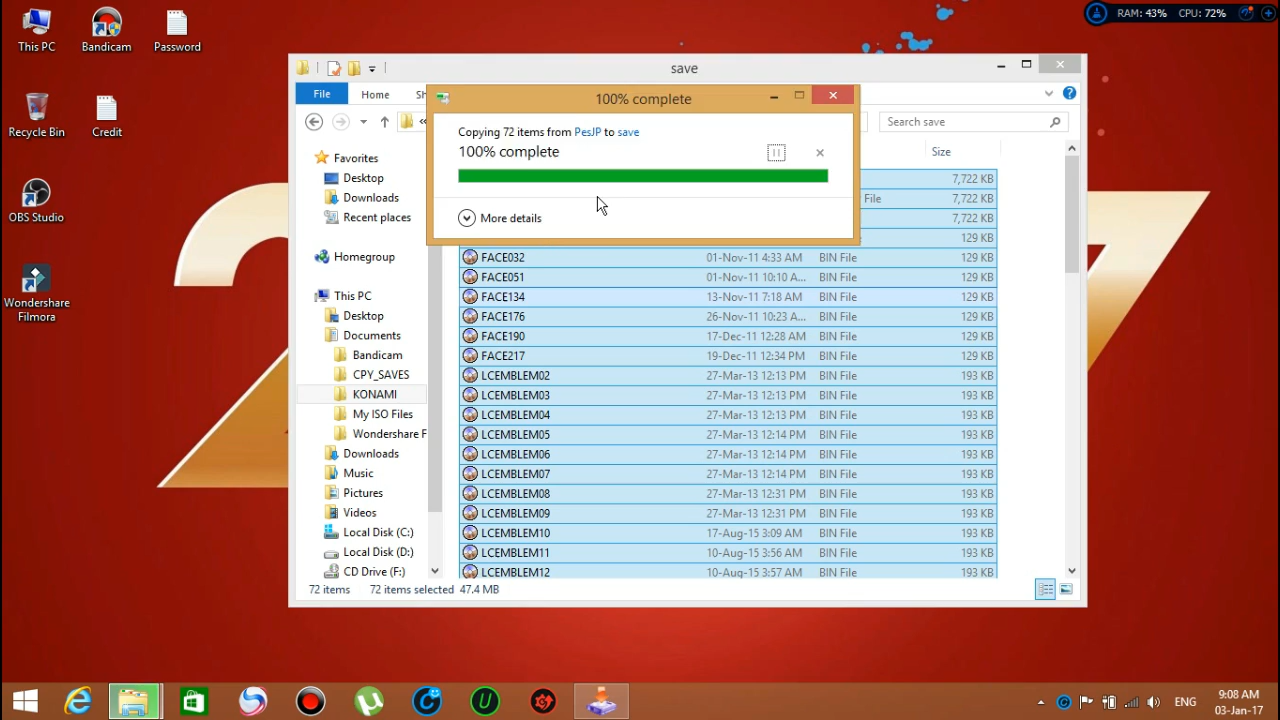 This PC
Bandicam
Password
Recycle Bin
Credit
OBS Studio
Wondershare
Filmora
RAM: 43% CPU: 72%
save
File
Home
Search save
Size
100% complete
Copying 72 items from PesJP to save
100% complete
More details
Favorites
Desktop
Downloads
Recent places
Homegroup
This PC
Desktop
Documents
Bandicam
CPY_SAVES
KONAMI
My ISO Files
Wondershare F
Downloads
Music
Pictures
Videos
Local Disk (C:)
Local Disk (D:)
CD Drive (F:)
7,722 KB
File 7,722 KB
7,722 KB
129 KB
FACE032 01-Nov-11 4:33 AM BIN File 129 KB
FACE051 01-Nov-11 10:10 A... BIN File 129 KB
FACE134 13-Nov-11 7:18 AM BIN File 129 KB
FACE176 26-Nov-11 10:23 A... BIN File 129 KB
FACE190 17-Dec-11 12:28 AM BIN File 129 KB
FACE217 19-Dec-11 12:34 PM BIN File 129 KB
LCEMBLEM02 27-Mar-13 12:13 PM BIN File 193 KB
LCEMBLEM03 27-Mar-13 12:13 PM BIN File 193 KB
LCEMBLEM04 27-Mar-13 12:13 PM BIN File 193 KB
LCEMBLEM05 27-Mar-13 12:14 PM BIN File 193 KB
LCEMBLEM06 27-Mar-13 12:14 PM BIN File 193 KB
LCEMBLEM07 27-Mar-13 12:14 PM BIN File 193 KB
LCEMBLEM08 27-Mar-13 12:31 PM BIN File 193 KB
LCEMBLEM09 27-Mar-13 12:31 PM BIN File 193 KB
LCEMBLEM10 17-Aug-15 3:09 AM BIN File 193 KB
LCEMBLEM11 10-Aug-15 3:56 AM BIN File 193 KB
LCEMBLEM12 10-Aug-15 3:57 AM BIN File 193 KB
72 items 72 items selected 47.4 MB
ENG
9:08 AM
03-Jan-17